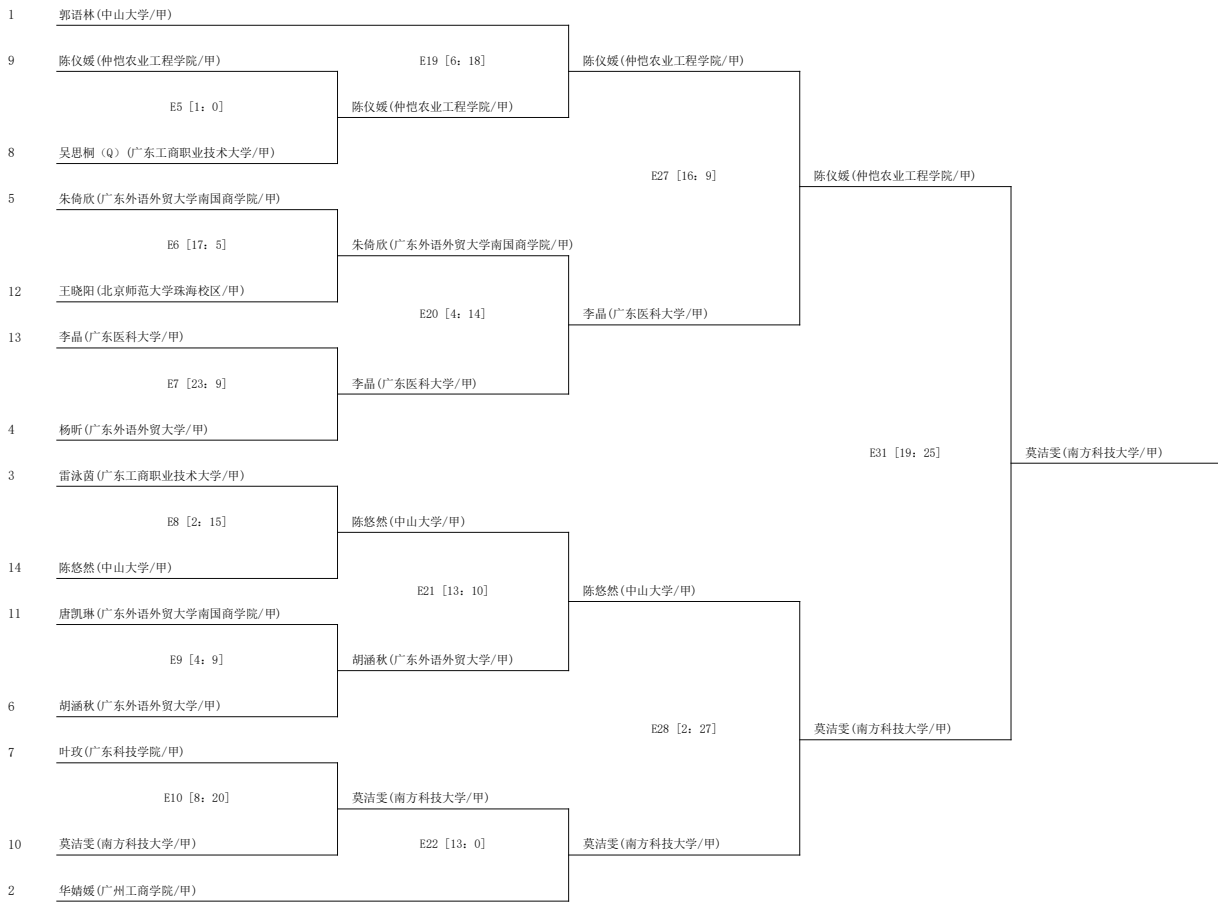 1 郭语林(中山大学/甲)
9 陈仪媛(仲恺农业工程学院/甲) E19 [6: 18] 陈仪媛(仲恺农业工程学院/甲)
E5 [1: 0] 陈仪媛(仲恺农业工程学院/甲)
8 吴思桐（Q）(广东工商职业技术大学/甲)
E27 [16: 9] 陈仪媛(仲恺农业工程学院/甲)
5 朱倚欣(广东外语外贸大学南国商学院/甲)
E6 [17: 5] 朱倚欣(广东外语外贸大学南国商学院/甲)
12 王晓阳(北京师范大学珠海校区/甲)
E20 [4: 14] 李晶(广东医科大学/甲)
13 李晶(广东医科大学/甲)
E7 [23: 9] 李晶(广东医科大学/甲)
4 杨昕(广东外语外贸大学/甲)
E31 [19: 25] 莫洁雯(南方科技大学/甲)
3 雷泳茵(广东工商职业技术大学/甲)
E8 [2: 15] 陈悠然(中山大学/甲)
14 陈悠然(中山大学/甲)
E21 [13: 10] 陈悠然(中山大学/甲)
11 唐凯琳(广东外语外贸大学南国商学院/甲)
E9 [4: 9] 胡涵秋(广东外语外贸大学/甲)
6 胡涵秋(广东外语外贸大学/甲)
E28 [2: 27] 莫洁雯(南方科技大学/甲)
7 叶玫(广东科技学院/甲)
E10 [8: 20] 莫洁雯(南方科技大学/甲)
10 莫洁雯(南方科技大学/甲) E22 [13: 0] 莫洁雯(南方科技大学/甲)
2 华婧媛(广州工商学院/甲)